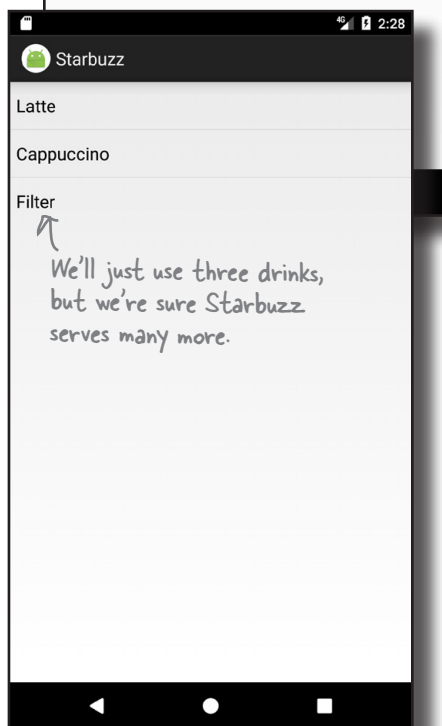 4G 2:28
Starbuzz
Latte
Cappuccino
Filter
We'll just use three drinks,
but we're sure Starbuzz
serves many more.